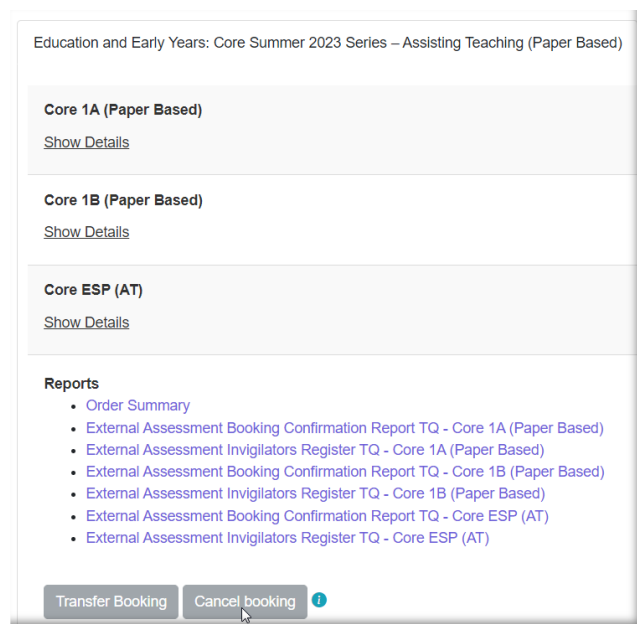 Education and Early Years: Core Summer 2023 Series – Assisting Teaching (Paper Based)
Core 1A (Paper Based)
Show Details
Core 1B (Paper Based)
Show Details
Core ESP (AT)
Show Details
Reports
• Order Summary
• External Assessment Booking Confirmation Report TQ - Core 1A (Paper Based)
• External Assessment Invigilators Register TQ - Core 1A (Paper Based)
• External Assessment Booking Confirmation Report TQ - Core 1B (Paper Based)
• External Assessment Invigilators Register TQ - Core 1B (Paper Based)
• External Assessment Booking Confirmation Report TQ - Core ESP (AT)
• External Assessment Invigilators Register TQ - Core ESP (AT)
Transfer Booking Cancel booking i